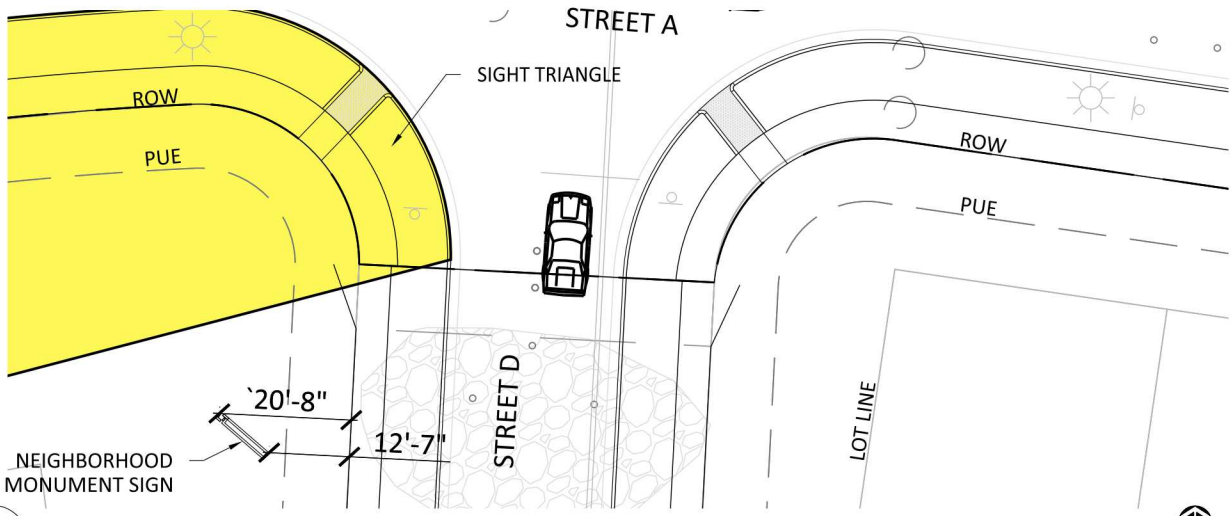 STREET A
SIGHT TRIANGLE
ROW
PUE
ROW
PUE
STREET D
LOT LINE
`20'-8"
12'-7"
NEIGHBORHOOD
MONUMENT SIGN